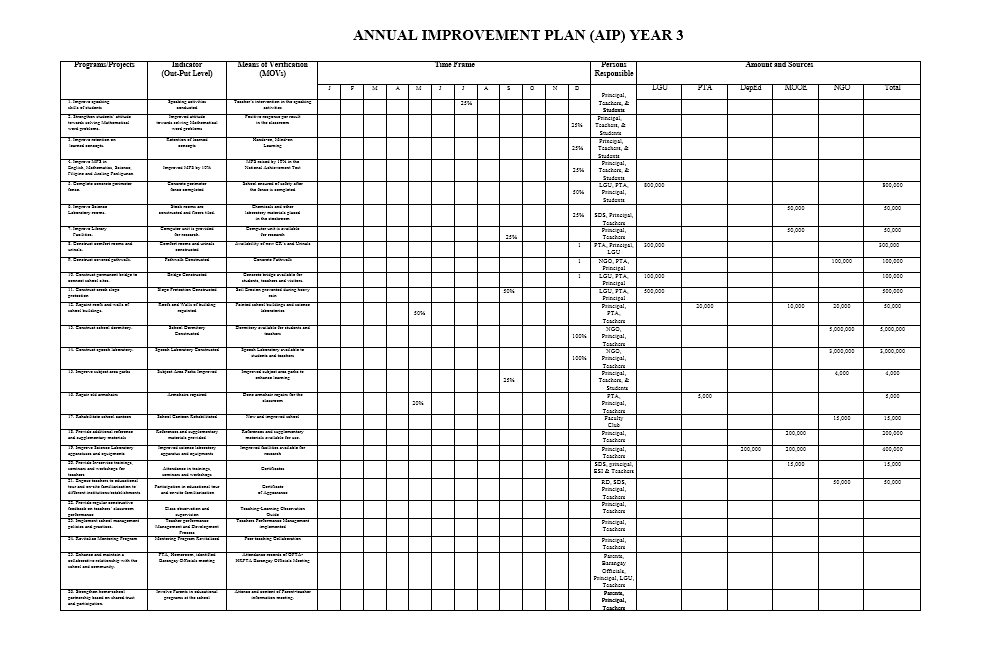 ANNUAL IMPROVEMENT PLAN (AIP) YEAR 3
Programs/Projects Indicator (Out-Put Level) Means of Verification (MOVs) Time Frame Persons Responsible Amount and Sources
J F M A M J J A S O N D LGU PTA DepEd MOOE NGO Total
1. Improve speaking skills of students Speaking activities conducted Teacher's intervention in the speaking activities 25% Principal, Teachers, & Students
2. Strengthen students' attitude towards solving Mathematical word problems. Improved attitude towards solving Mathematical word problems Positive response per result in the classroom 25% Principal, Teachers, & Students
3. Improve retention on learned concepts Retention of learned concepts Learning 25% Principal, Teachers, & Students
4. Improve MPS in English, Mathematics, Science, Filipino and Araling Panlipunan Improved MPS by 10% MPS raised by 10% in the National Achievement Test 25% Principal, Teachers, & Students
5. Complete concrete perimeter fence. Concrete perimeter fence completed School ensured of safety after the fence is completed 50% LGU, PTA, Principal, Students 800,000 800,000
6. Improve Science Laboratory rooms. Stock rooms are constructed and floors tiled. Chemicals and other laboratory materials placed in the classroom. 25% SDS, Principal, Teachers 50,000 50,000
7. Improve Library Facilities. Computer unit is provided for research. Computer unit is available for research 25% Principal, Teachers 50,000 50,000
8. Construct comfort rooms and urinals. Comfort rooms and urinals constructed Availability of new CR's and Urinals 1 PTA, Principal, LGU 300,000 300,000
9. Construct covered pathwalk. Pathwalk Constructed Concrete Pathwalk 1 NGO, PTA, Principal 100,000 100,000
10. Construct permanent bridge to connect school sites. Bridge Constructed Concrete bridge available for students, teachers and visitors. 1 LGU, PTA, Principal 100,000 100,000
11. Construct creek slope protection Slope Protection Constructed Soil Erosion prevented during heavy rain 50% LGU, PTA, Principal 500,000 500,000
12. Repaint roofs and walls of school buildings. Roofs and Walls of building repainted Painted school buildings and science laboratories 50% Principal, PTA, Teachers 20,000 10,000 20,000 50,000
13. Construct school dormitory. School Dormitory Constructed Dormitory available for students and teachers 100% NGO, Principal, Teachers 5,000,000 5,000,000
14. Construct speech laboratory. Speech Laboratory Constructed Speech Laboratory available to students and teachers 100% NGO, Principal, Teachers 3,000,000 3,000,000
15. Improve subject area parks Subject Area Parks Improved Improved subject area parks to enhance learning 25% Principal, Teachers, & Students 4,000 4,000
16. Repair old armchairs Armchairs repaired Done armchair repairs for the classroom 20% PTA, Principal, Teachers 5,000 5,000
17. Rehabilitate school canteen School Canteen Rehabilitated New and improved school Faculty Club 15,000 15,000
18. Provide additional reference and supplementary materials References and supplementary materials provided References and supplementary materials available for use. Principal, Teachers 200,000 200,000
19. Improve Science Laboratory apparatuses and equipments Improved science laboratory apparatus and equipments Improved facilities available for research Principal, Teachers 200,000 200,000 400,000
20. Provide In-service trainings, seminars and workshops for teachers Attendance in trainings, seminars and workshops Certificates SDS, principal, ESI & Teachers 15,000 15,000
21. Expose teachers to educational tour and on-site familiarization to different institutions/establishments Participation in educational tour and on-site familiarization Certificate of Appearance RD, SDS, Principal, Teachers 50,000 50,000
22. Provide regular constructive feedback on teachers' classroom performance Class observation and supervision Teaching-Learning Observation Guide Principal, Teachers
23. Implement school management policies and practices. Teacher performance Management and Development Process Teachers Performance Management implemented Principal, Teachers
24. Revitalize Mentoring Program Mentoring Program Revitalized Peer teaching Collaboration Principal, Teachers
25. Enhance and maintain a collaborative relationship with the school and community. PTA, Homeroom, identified Barangay Officials meeting Attendance records of Barangay Officials Meeting Parents, Barangay Officials, Principal, LGU, Teachers
26. Strengthen home-school partnership based on shared trust and participation. Involve Parents in educational programs of the school Attence and content of Parent-teacher information meeting. Parents, Principal, Teachers